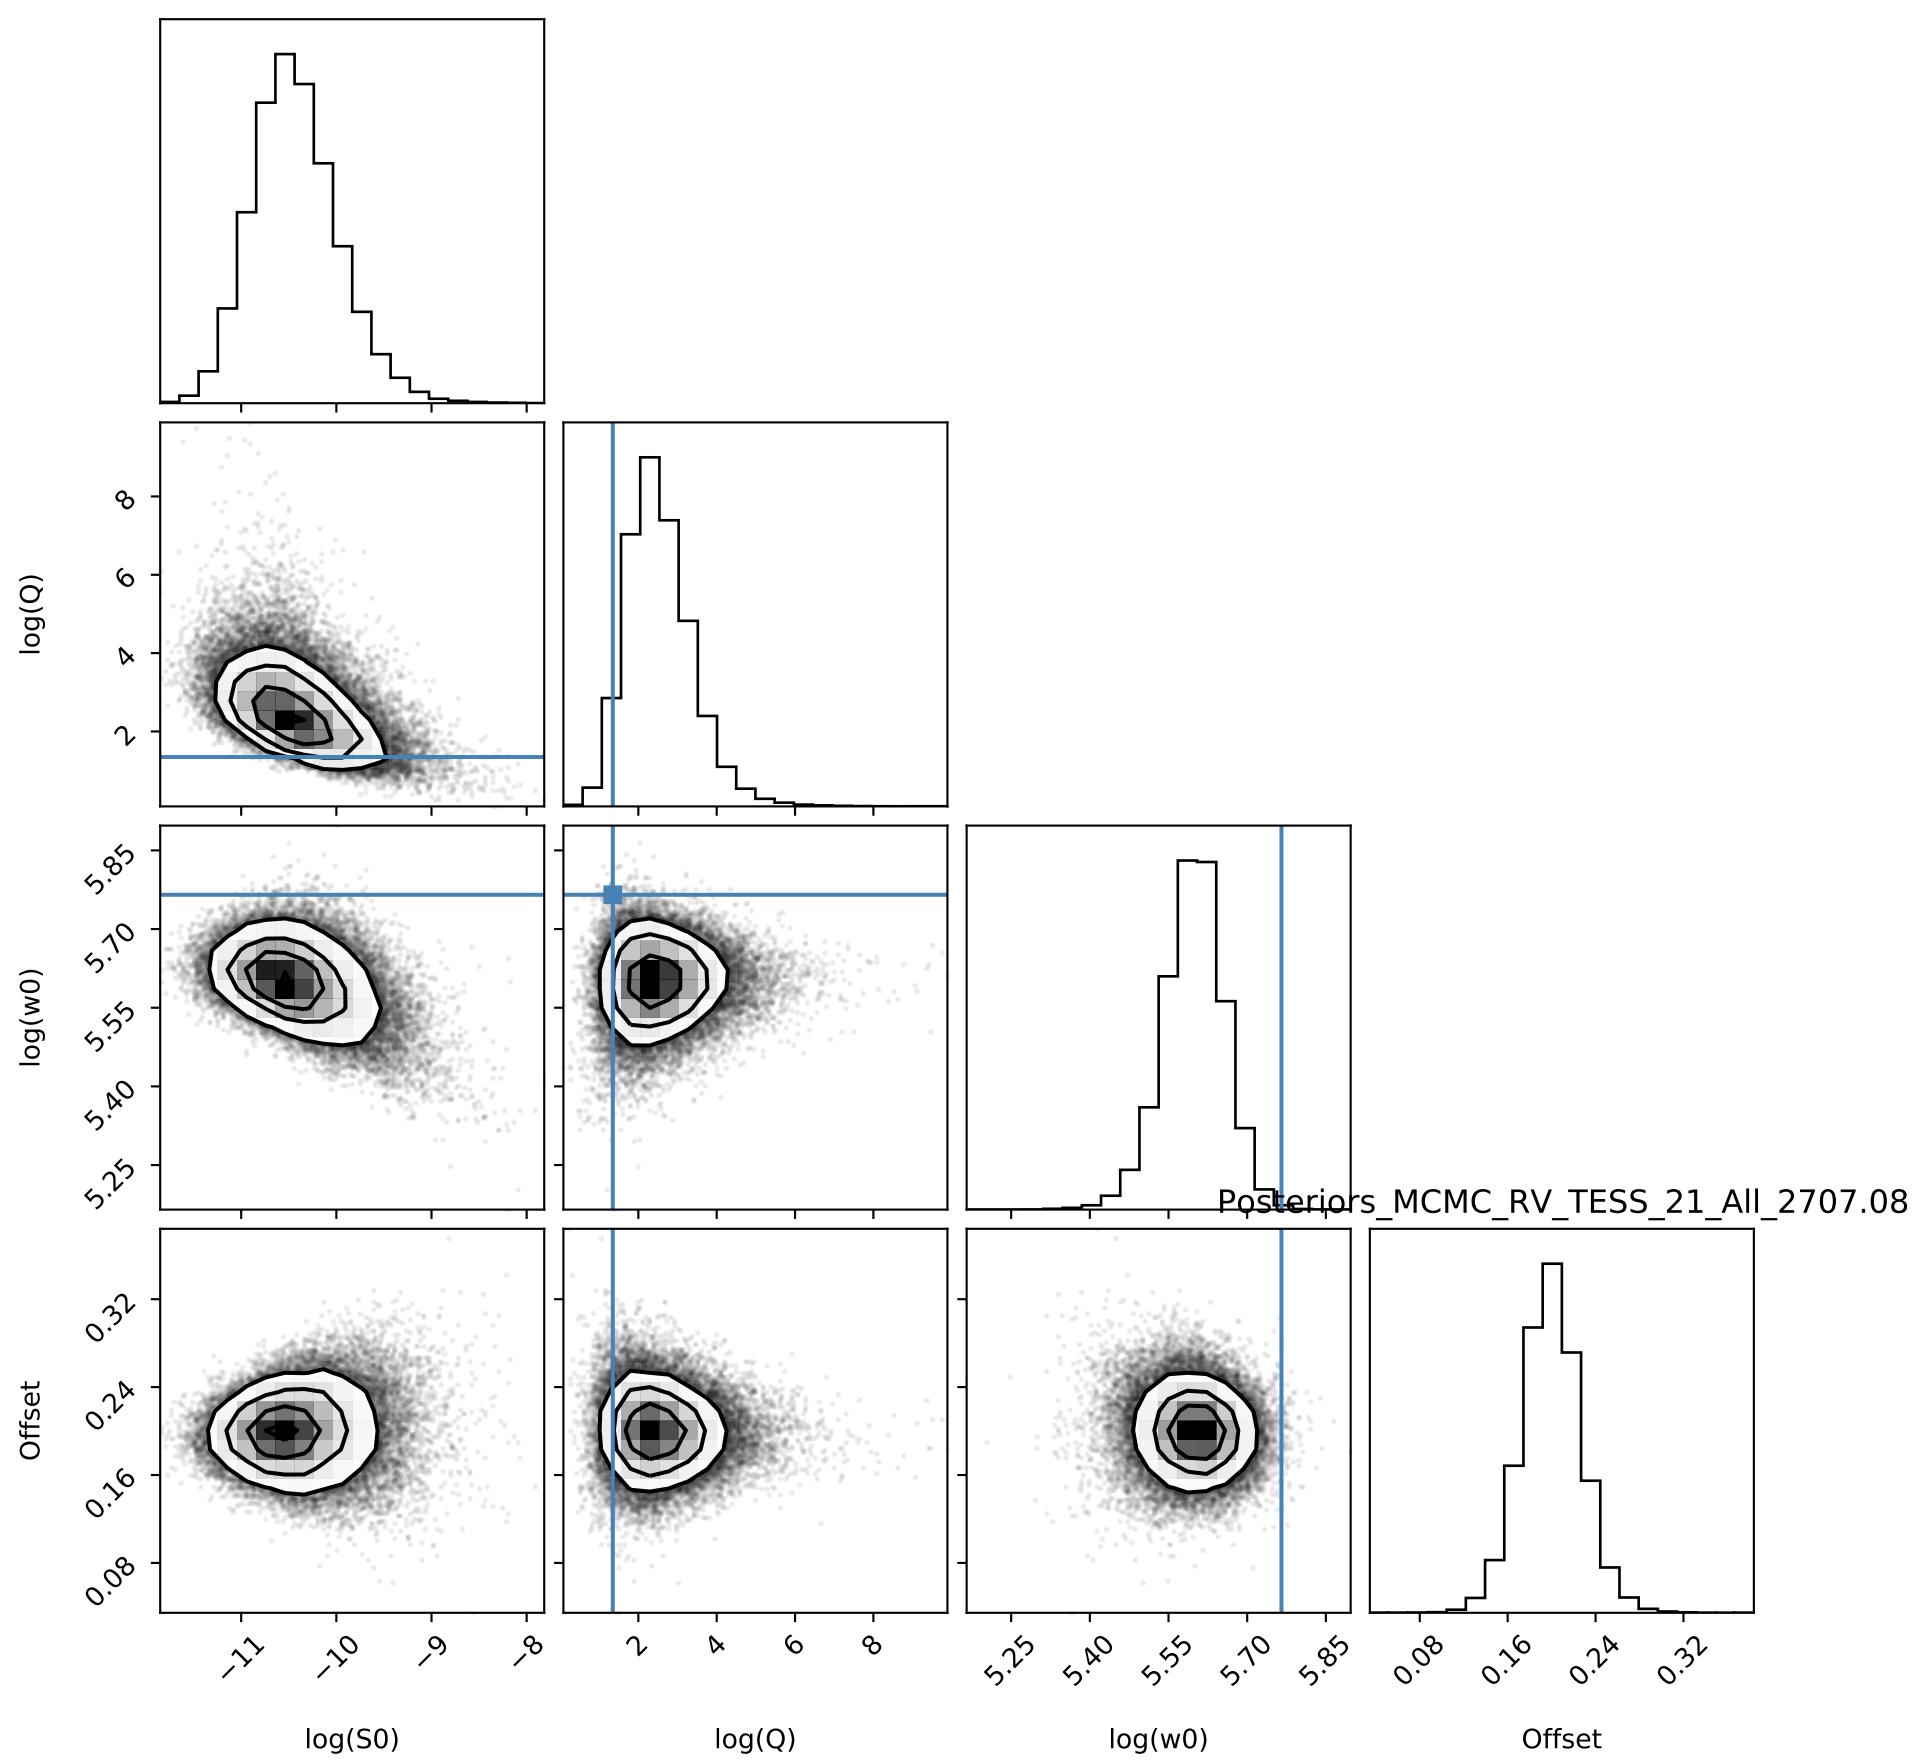 log(Q)
8
6
4
2
log(w0)
5.85
5.70
5.55
5.40
5.25
Posteriors_MCMC_RV_TESS_21_All_2707.08
Offset
0.32
0.24
0.16
0.08
−11 −10 −9 −8 2 4 6 8 5.25 5.40 5.55 5.70 5.85 0.08 0.16 0.24 0.32
log(S0) log(Q) log(w0) Offset